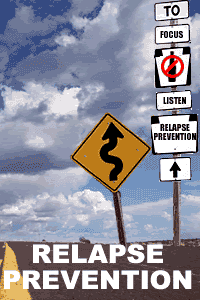 TO
FOCUS
LISTEN
RELAPSE
PREVENTION
RELAPSE
PREVENTION